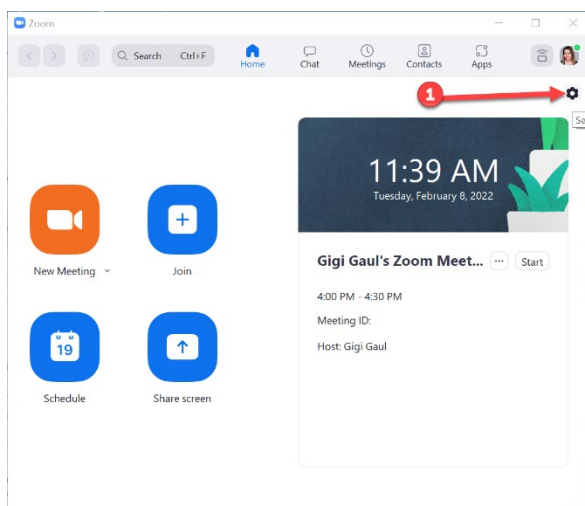 Zoom
Search Ctrl+F
Home
Chat
Meetings
Contacts
Apps
1
Se
11:39 AM
Tuesday, February 8, 2022
New Meeting
Join
Gigi Gaul's Zoom Meet... ... Start
4:00 PM - 4:30 PM
Meeting ID:
Host: Gigi Gaul
19
Schedule
Share screen